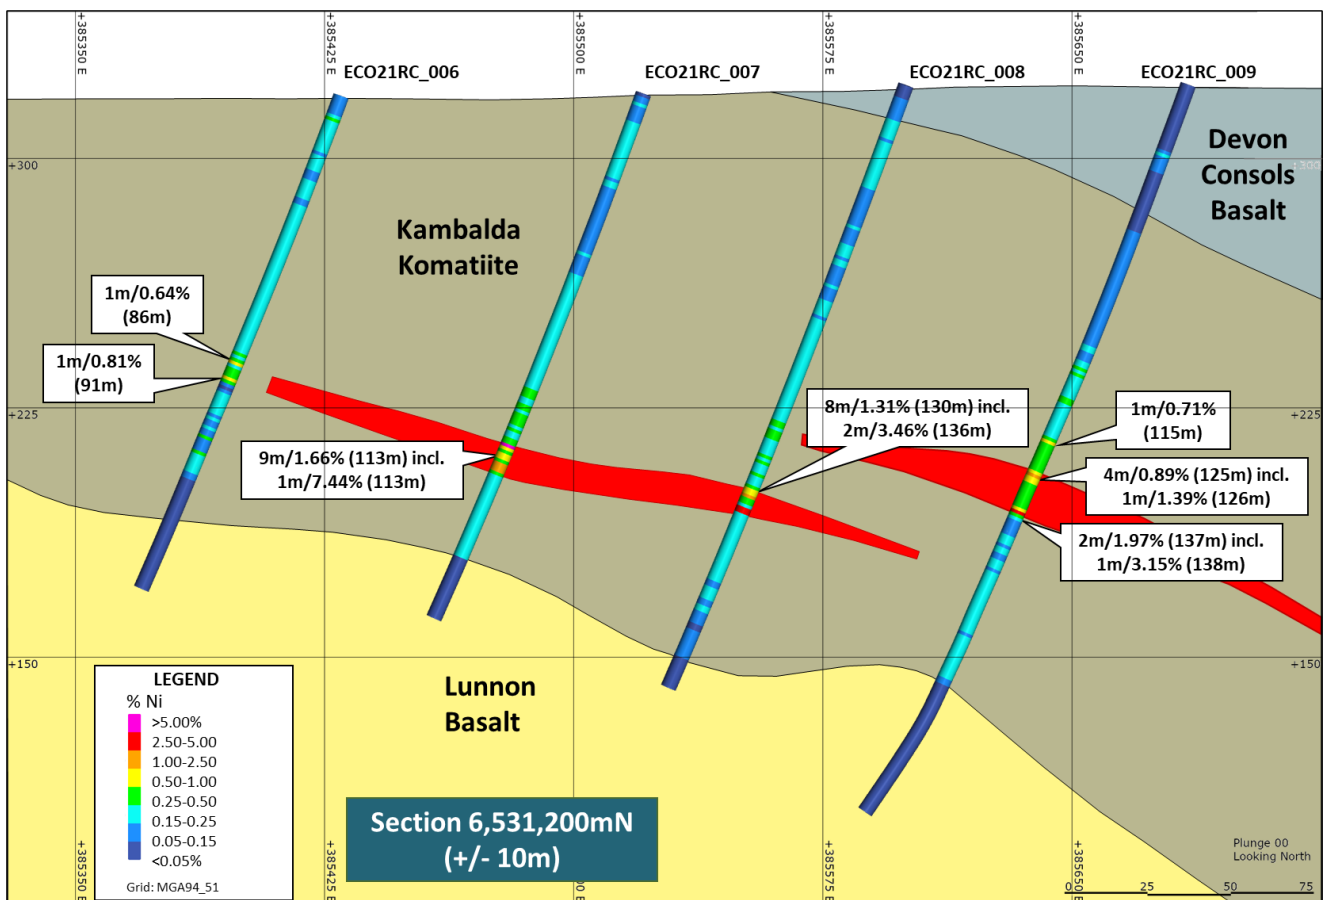 +385350 E
+385425 E
+385500 E
+385575 E
+385650 E
ECO21RC_006
ECO21RC_007
ECO21RC_008
ECO21RC_009
+300
+300
Devon
Consols
Basalt
Kambalda
Komatiite
1m/0.64%
(86m)
1m/0.81%
(91m)
+225
+225
8m/1.31% (130m) incl.
2m/3.46% (136m)
1m/0.71%
(115m)
9m/1.66% (113m) incl.
1m/7.44% (113m)
4m/0.89% (125m) incl.
1m/1.39% (126m)
2m/1.97% (137m) incl.
1m/3.15% (138m)
+150
+150
Lunnon
Basalt
LEGEND
% Ni
>5.00%
2.50-5.00
1.00-2.50
0.50-1.00
0.25-0.50
0.15-0.25
0.05-0.15
<0.05%
Grid: MGA94_51
Section 6,531,200mN
(+/- 10m)
Plunge 00
Looking North
0 25 50 75
+385350 E
+385425 E
00 E
+385575 E
+385650 E